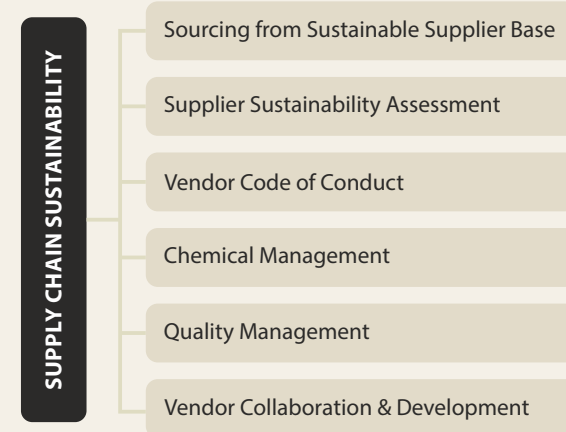 SUPPLY CHAIN SUSTAINABILITY
Sourcing from Sustainable Supplier Base
Supplier Sustainability Assessment
Vendor Code of Conduct
Chemical Management
Quality Management
Vendor Collaboration & Development